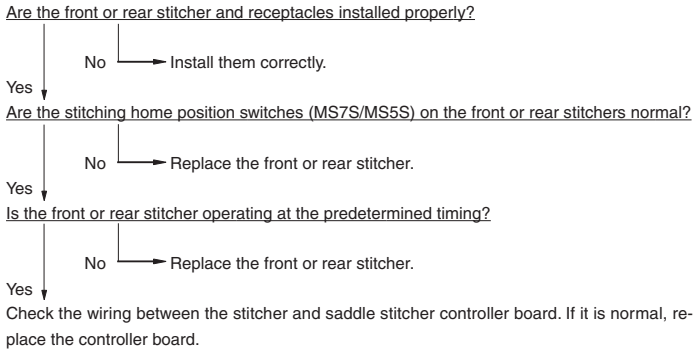 Are the front or rear stitcher and receptacles installed properly?
No Install them correctly.
Yes
Are the stitching home position switches (MS7S/MS5S) on the front or rear stitchers normal?
No Replace the front or rear stitcher.
Yes
Is the front or rear stitcher operating at the predetermined timing?
No Replace the front or rear stitcher.
Yes
Check the wiring between the stitcher and saddle stitcher controller board. If it is normal, re-
place the controller board.